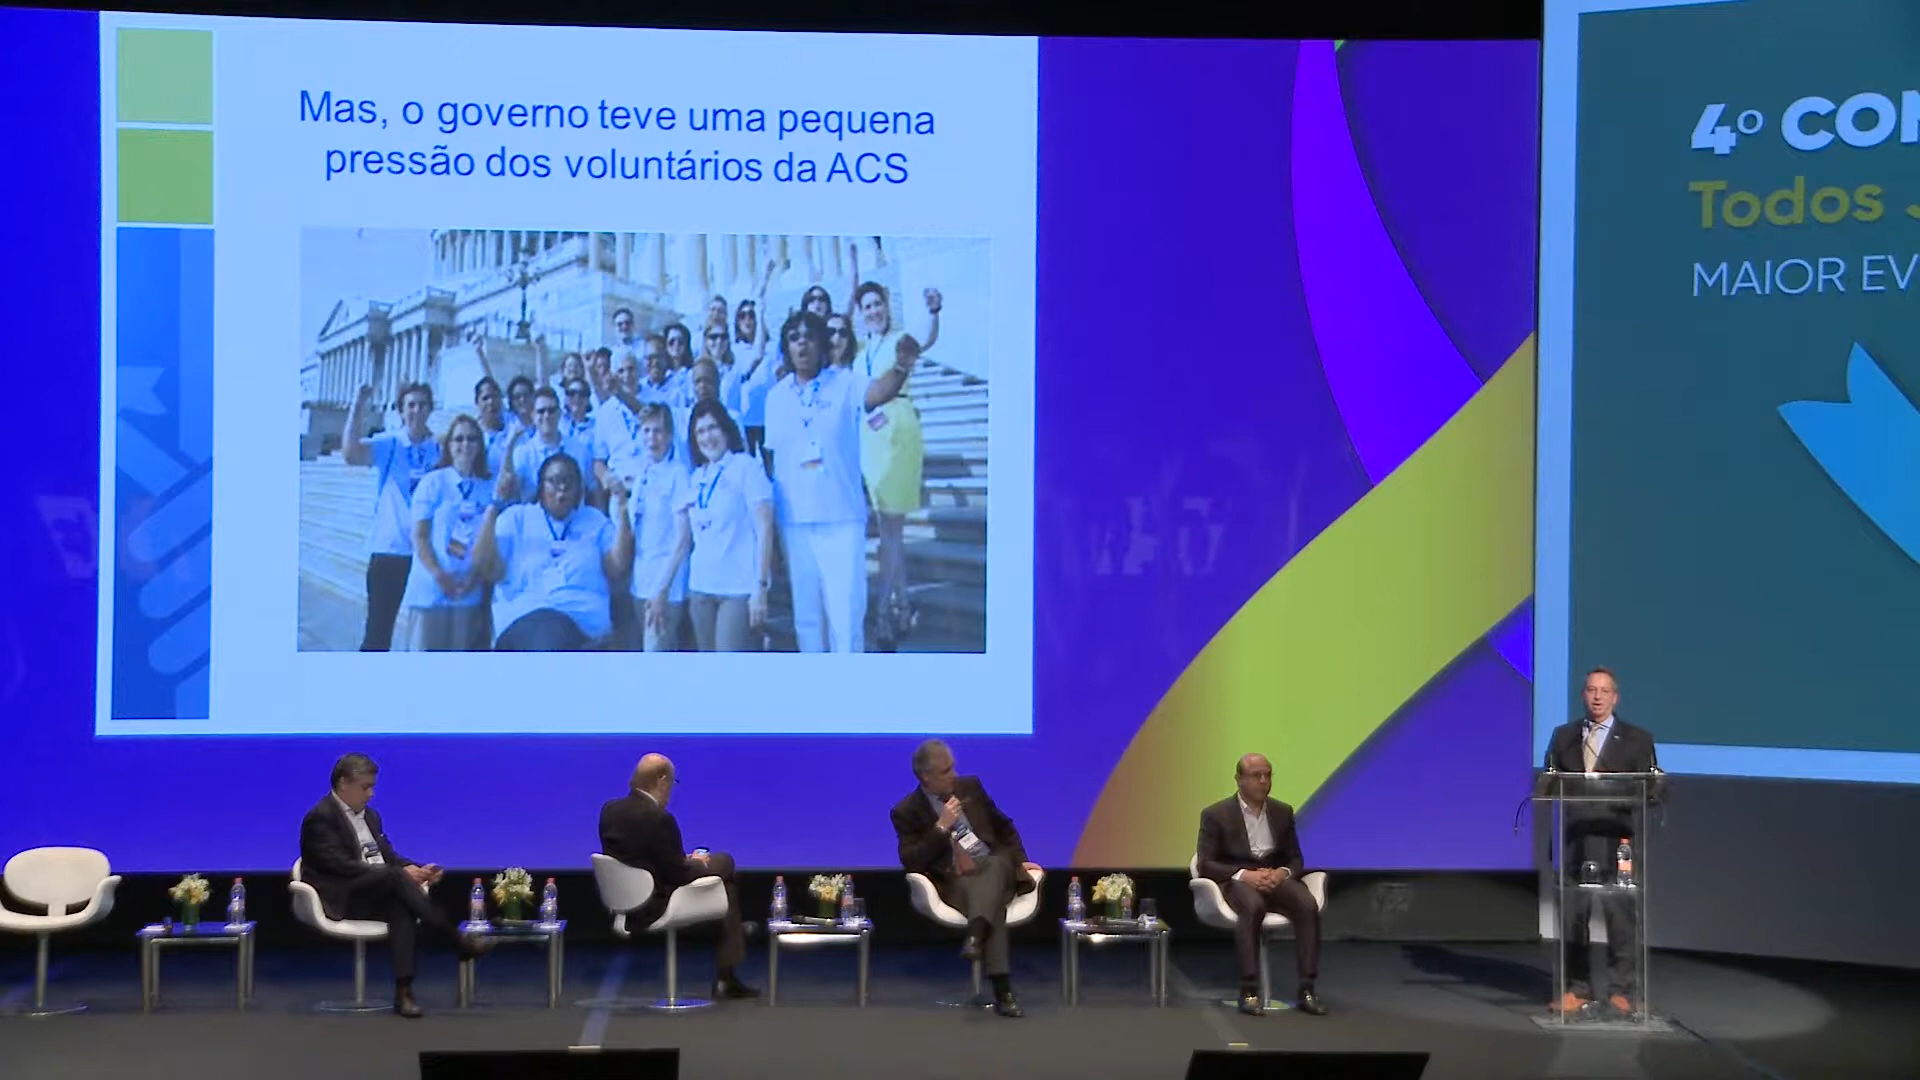 Mas, o governo teve uma pequena
pressão dos voluntários da ACS
4º CON
Todos J
MAIOR EV